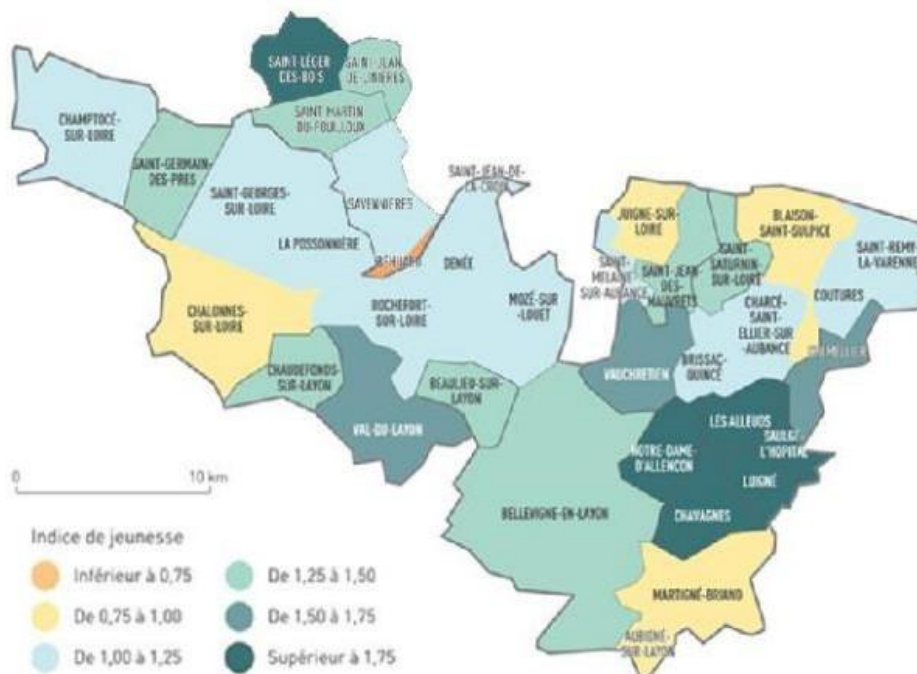 SAINT-LÉGER
DES-BOIS
SAINT-JEAN
DE-LINIÈRES
CHAMPTOCÉ-
SUR-LOIRE
SAINT MARTIN
DU-FOUILLOUX
SAINT-GERMAIN-
DES-PRES
SAINT-GEORGES-
SUR-LOIRE
SAVENNIÈRES
SAINT-JEAN-DE-
LA-CROIX
LA POSSONNIÈRE
BÉHUARD
DENÉE
JUIGNE-SUR-
LOIRE
BLAISON-
SAINT-SULPICE
SAINT-REMY-
LA-VARENNE
SAINT-
MELAINE-
SUR-AUBANCE
SAINT-JEAN
DES-
MAUVRETS
SAINT-
SATURNIN-
SUR-LOIRE
COUTURES
CHALONNES-
SUR-LOIRE
ROCHEFORT-
SUR-LOIRE
MOZÉ-SUR
-LOUET
CHARCÉ-
SAINT-
ELLIER-SUR-
AUBANCE
CHAUDEFONDS-
SUR-LAYON
BEAULIEU-SUR-
LAYON
VAUCHRETIEN
BRISSAC-
QUINCÉ
VAL-DU-LAYON
LES ALLEUDS
SAULGÉ-
L'HOPITAL
NOTRE-DAME-
D'ALLENÇON
LUIGNÉ
BELLEVIGNE-EN-LAYON
CHAVAGNES
MARTIGNÉ-BRIAND
AUBIGNÉ-
SUR-LAYON
0 10 km
Indice de jeunesse
Inférieur à 0,75
De 0,75 à 1,00
De 1,00 à 1,25
De 1,25 à 1,50
De 1,50 à 1,75
Supérieur à 1,75